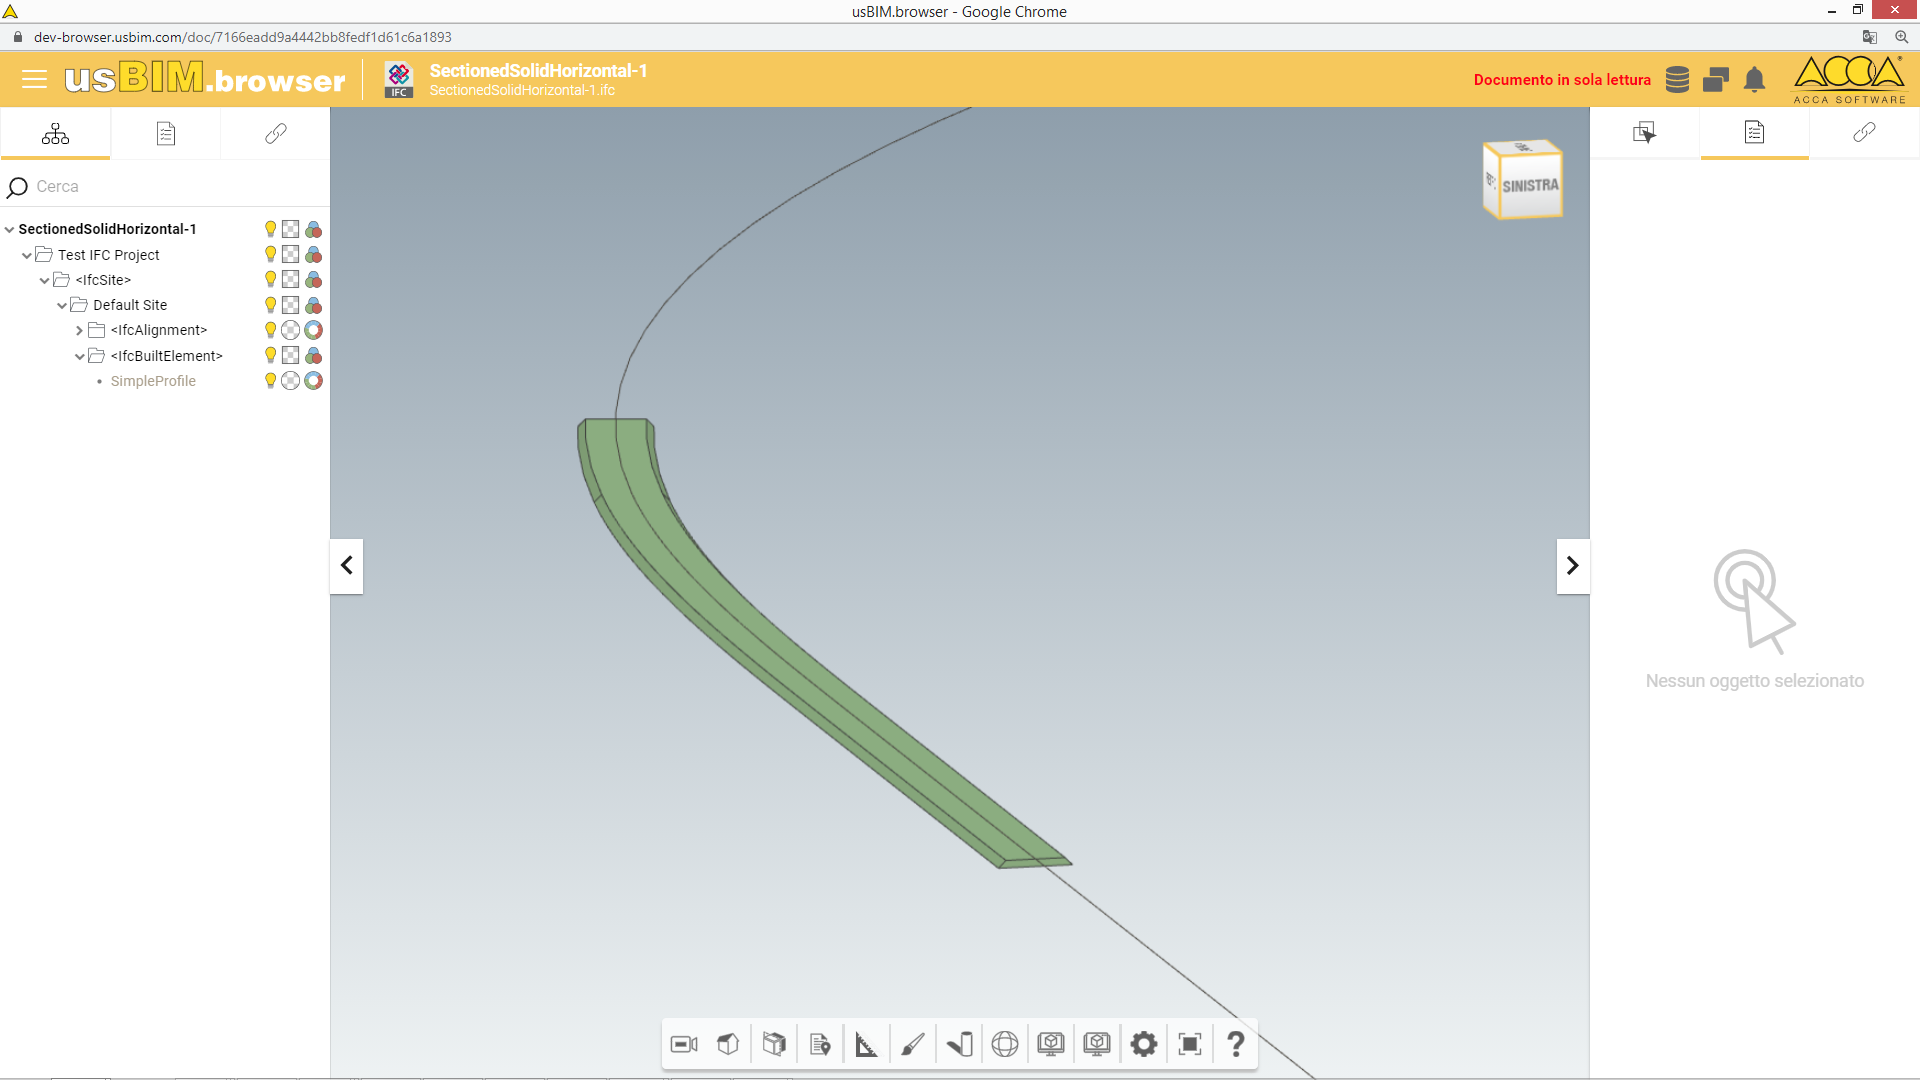 usBIM.browser - Google Chrome
dev-browser.usbim.com/doc/7166eadd9a4442bb8fedf1d61c6a1893
usBIM.browser
IFC
SectionedSolidHorizontal-1
SectionedSolidHorizontal-1.ifc
Documento in sola lettura
ACCA
ACCA SOFTWARE
Cerca
SectionedSolidHorizontal-1
Test IFC Project
<IfcSite>
Default Site
<IfcAlignment>
<IfcBuiltElement>
SimpleProfile
SINISTRA
Nessun oggetto selezionato
?